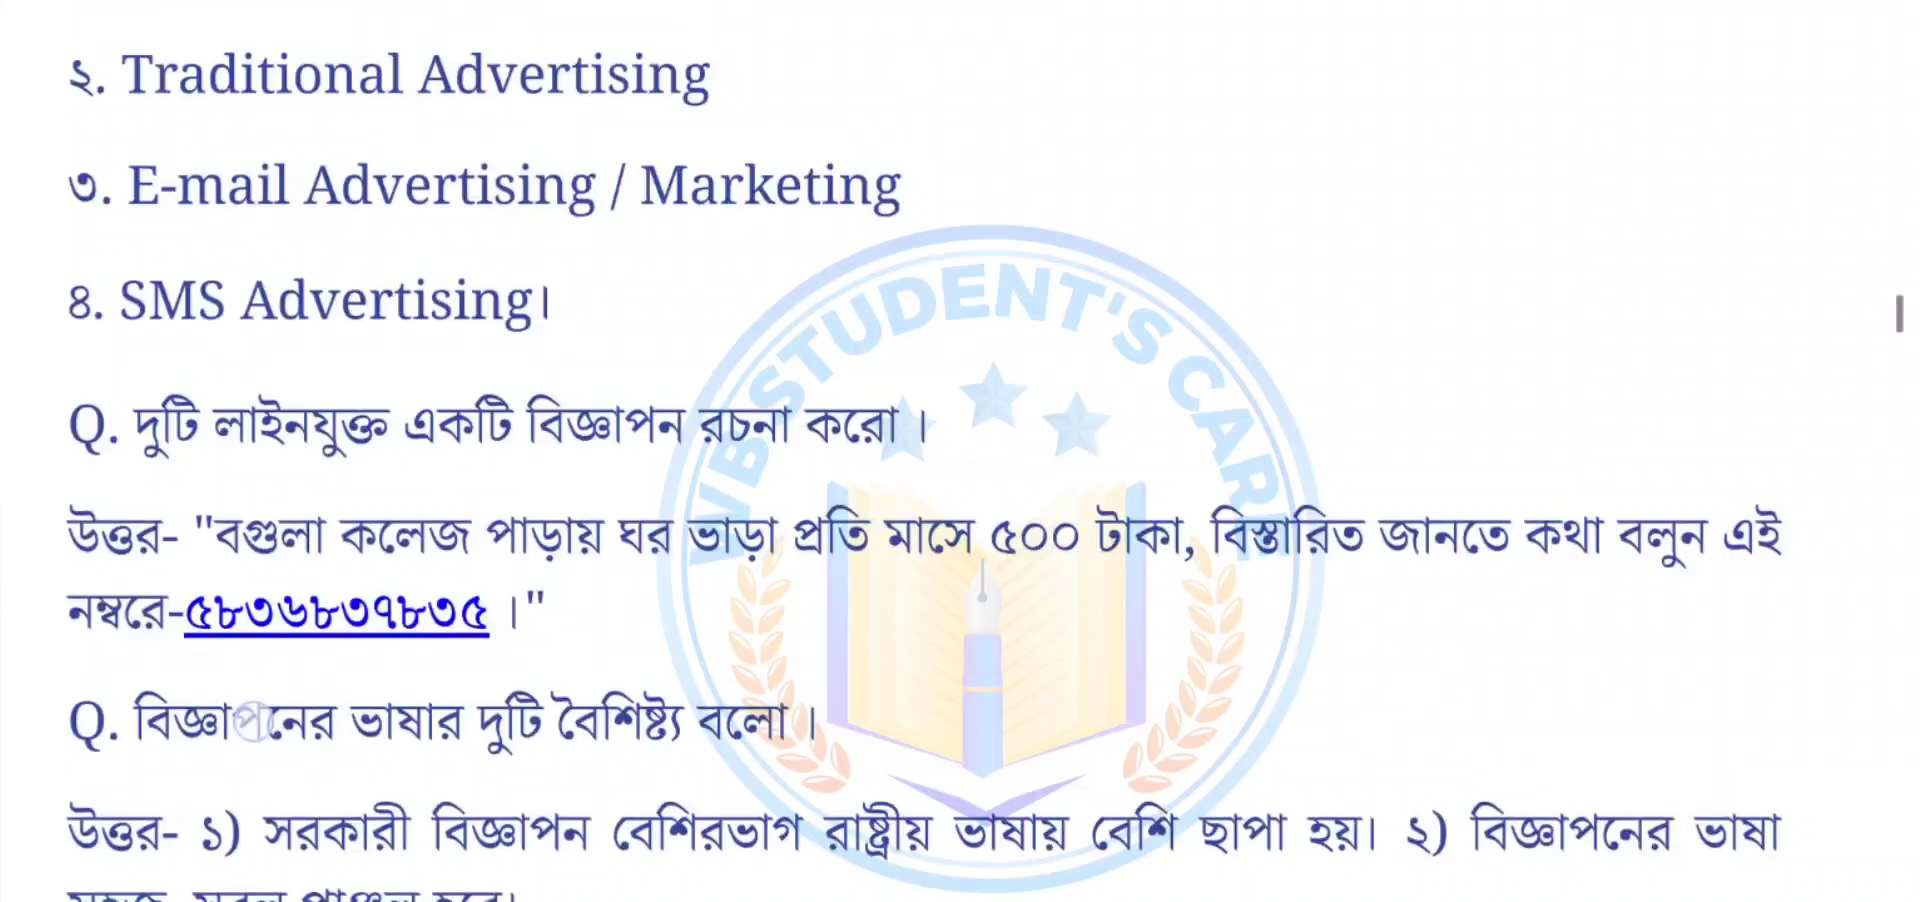 ২. Traditional Advertising
৩. E-mail Advertising / Marketing
৪. SMS Advertising।
VB STUDENT'S CARE
Q. দুটি লাইনযুক্ত একটি বিজ্ঞাপন রচনা করো।
উত্তর- "বগুলা কলেজ পাড়ায় ঘর ভাড়া প্রতি মাসে ৫০০ টাকা, বিস্তারিত জানতে কথা বলুন এই
নম্বরে-৫৮৩৬৮৩৭৮৩৫ ।"
Q. বিজ্ঞাপনের ভাষার দুটি বৈশিষ্ট্য বলো।
উত্তর- ১) সরকারী বিজ্ঞাপন বেশিরভাগ রাষ্ট্রীয় ভাষায় বেশি ছাপা হয়। ২) বিজ্ঞাপনের ভাষা